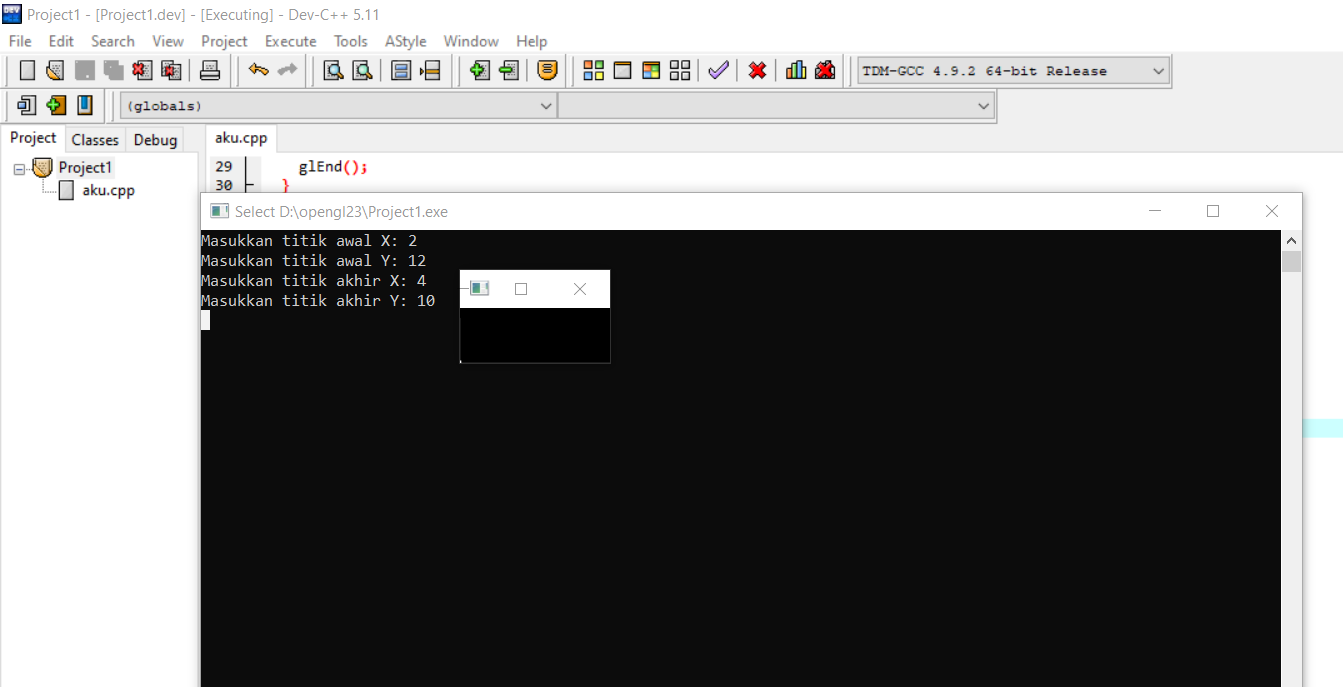 Project1 - [Project1.dev] - [Executing] - Dev-C++ 5.11
File Edit Search View Project Execute Tools AStyle Window Help
TDM-GCC 4.9.2 64-bit Release
(globals)
Project Classes Debug
aku.cpp
Project1
aku.cpp
29 glEnd();
30 }
Select D:\opengl23\Project1.exe
Masukkan titik awal X: 2
Masukkan titik awal Y: 12
Masukkan titik akhir X: 4
Masukkan titik akhir Y: 10